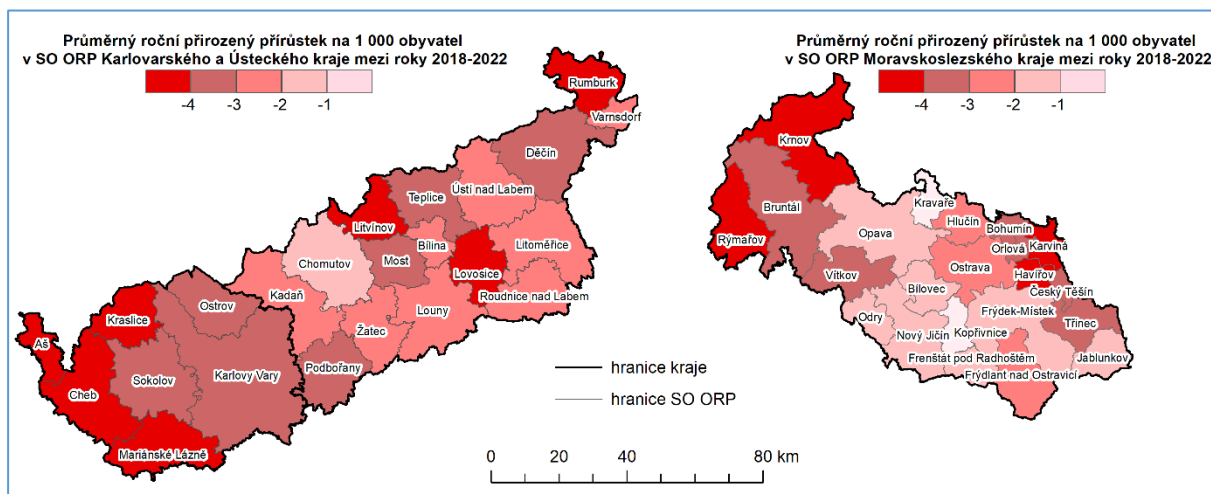 Průměrný roční přirozený přírůstek na 1 000 obyvatel
v SO ORP Karlovarského a Ústeckého kraje mezi roky 2018-2022
-4 -3 -2 -1
Průměrný roční přirozený přírůstek na 1 000 obyvatel
v SO ORP Moravskoslezského kraje mezi roky 2018-2022
-4 -3 -2 -1
Rumburk
Varnsdorf
Děčín
Ústí nad Labem
Teplice
Litvínov
Bílina
Litoměřice
Most
Chomutov
Lovosice
Roudnice nad Labem
Kadaň
Louny
Žatec
Ostrov
Kraslice
Aš
Podbořany
Karlovy Vary
Sokolov
Cheb
Mariánské Lázně
Krnov
Bruntál
Kravaře
Hlučín
Bohumín
Opava
Karviná
Orlová
Rýmařov
Ostrava
Havířov
Vítkov
Český Těšín
Bílovec
Frýdek-Místek
Odry
Třinec
Nový Jičín
Kopřivnice
Frenštát pod Radhoštěm
Jablunkov
Frýdlant nad Ostravicí
hranice kraje
hranice SO ORP
0 20 40 60 80 km